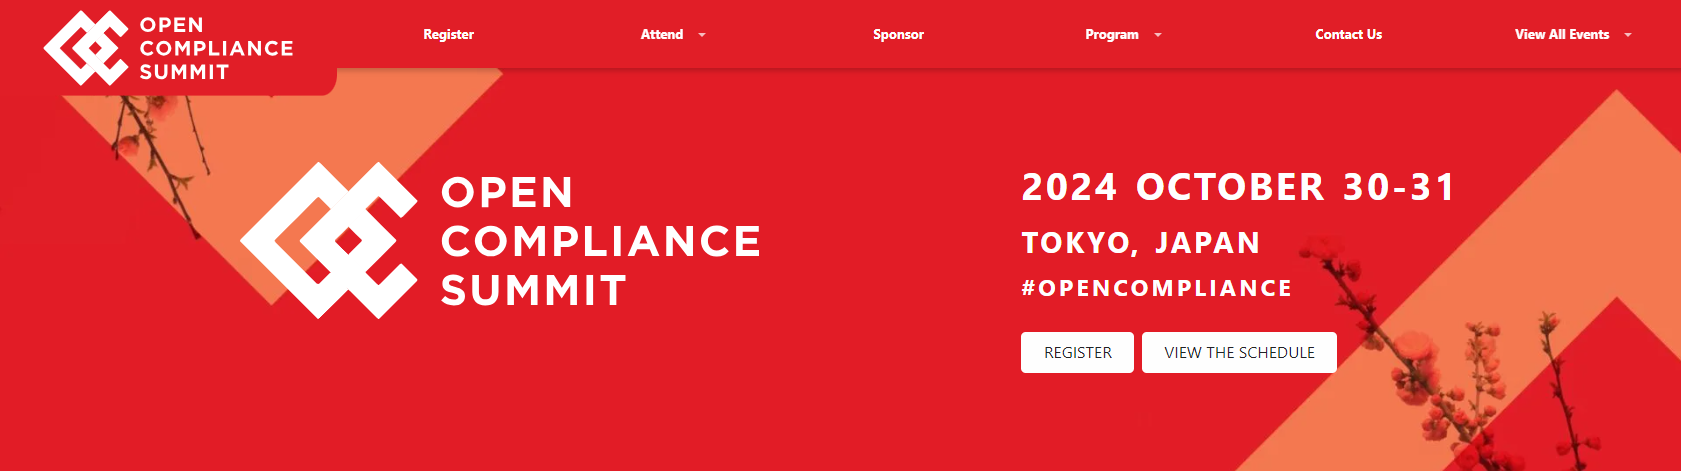 OPEN
COMPLIANCE
SUMMIT
Register
Attend
Sponsor
Program
Contact Us
View All Events
OPEN
COMPLIANCE
SUMMIT
2024 OCTOBER 30-31
TOKYO, JAPAN
#OPENCOMPLIANCE
REGISTER
VIEW THE SCHEDULE